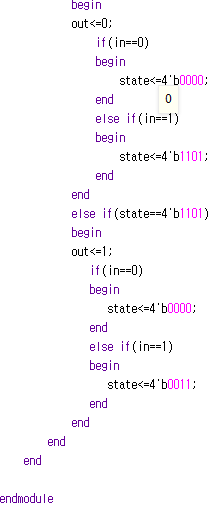 begin
out<=0;
if(in==0)
begin
state<=4'b0000;
end
0
else if(in==1)
begin
state<=4'b1101;
end
end
else if(state==4'b1101)
begin
out<=1;
if(in==0)
begin
state<=4'b0000;
end
else if(in==1)
begin
state<=4'b0011;
end
end
end
end
endmodule